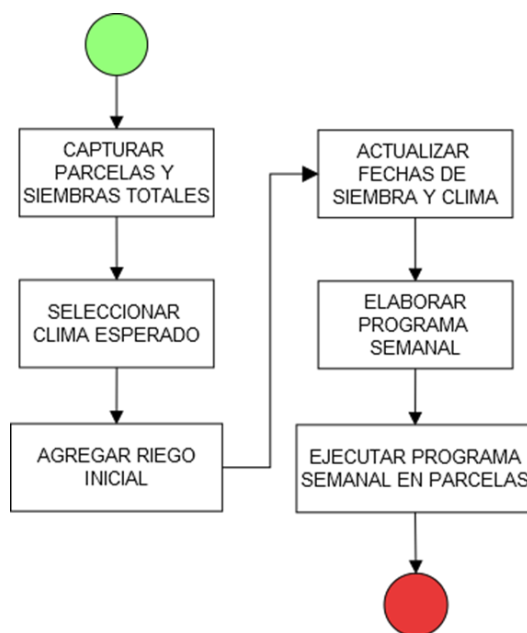 CAPTURAR
PARCELAS Y
SIEMBRAS TOTALES
SELECCIONAR
CLIMA ESPERADO
AGREGAR RIEGO
INICIAL
ACTUALIZAR
FECHAS DE
SIEMBRA Y CLIMA
ELABORAR
PROGRAMA
SEMANAL
EJECUTAR PROGRAMA
SEMANAL EN PARCELAS